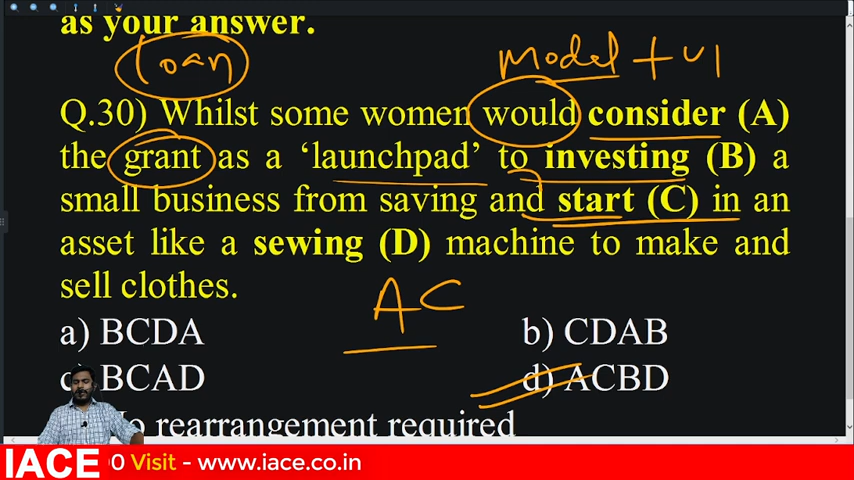 as your answer.
loan
model + v1
Q.30) Whilst some women would consider (A)
the grant as a ‘launchpad’ to investing (B) a
small business from saving and start (C) in an
asset like a sewing (D) machine to make and
sell clothes.
AC
a) BCDA b) CDAB
c) BCAD d) ACBD
No rearrangement required
IACE 00 Visit - www.iace.co.in